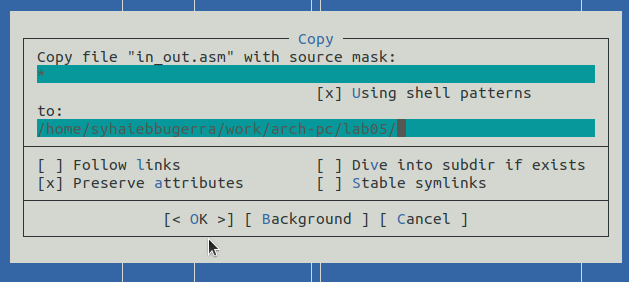 Copy
Copy file "in_out.asm" with source mask:
*
[x] Using shell patterns
to:
/home/syhaiebbugerra/work/arch-pc/lab05/
[ ] Follow links [ ] Dive into subdir if exists
[x] Preserve attributes [ ] Stable symlinks
[< OK >] [ Background ] [ Cancel ]